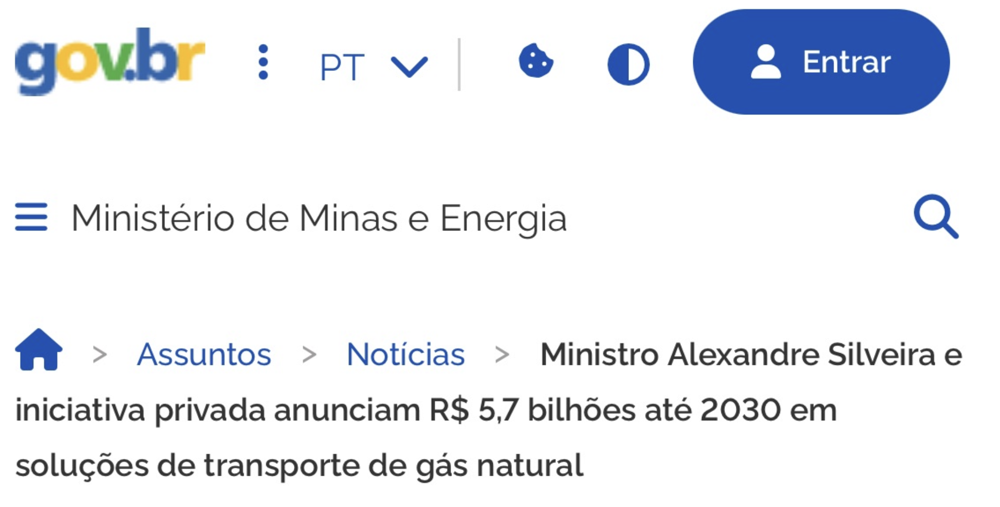 gov.br PT Entrar
Ministério de Minas e Energia
> Assuntos > Notícias > Ministro Alexandre Silveira e
iniciativa privada anunciam R$ 5,7 bilhões até 2030 em
soluções de transporte de gás natural